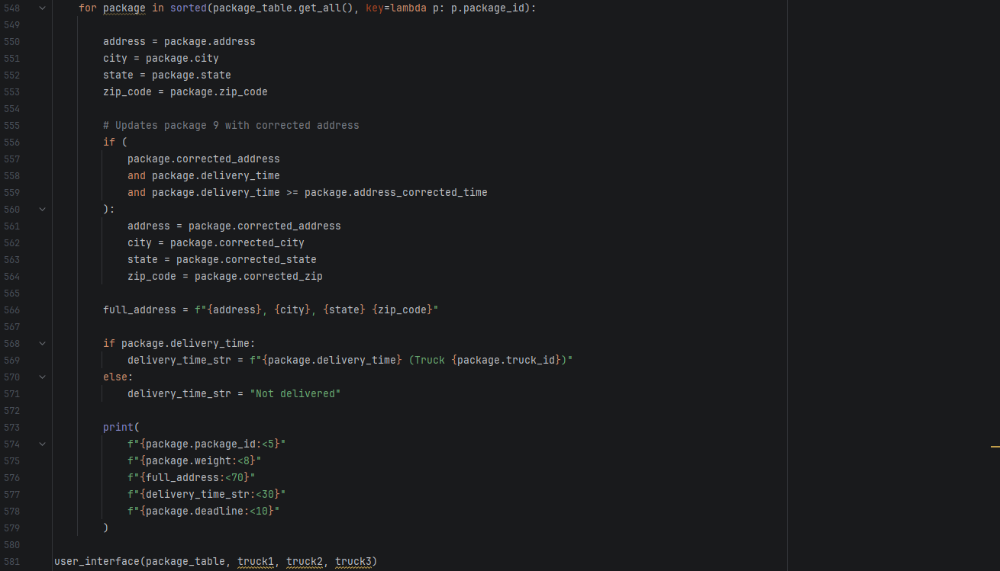 548 for package in sorted(package_table.get_all(), key=lambda p: p.package_id):
549
550 address = package.address
551 city = package.city
552 state = package.state
553 zip_code = package.zip_code
554
555 # Updates package 9 with corrected address
556 if (
557 package.corrected_address
558 and package.delivery_time
559 and package.delivery_time >= package.address_corrected_time
560 ):
561 address = package.corrected_address
562 city = package.corrected_city
563 state = package.corrected_state
564 zip_code = package.corrected_zip
565
566 full_address = f"{address}, {city}, {state} {zip_code}"
567
568 if package.delivery_time:
569 delivery_time_str = f"{package.delivery_time} (Truck {package.truck_id})"
570 else:
571 delivery_time_str = "Not delivered"
572
573 print(
574 f"{package.package_id:<5}"
575 f"{package.weight:<8}"
576 f"{full_address:<70}"
577 f"{delivery_time_str:<30}"
578 f"{package.deadline:<10}"
579 )
580
581 user_interface(package_table, truck1, truck2, truck3)